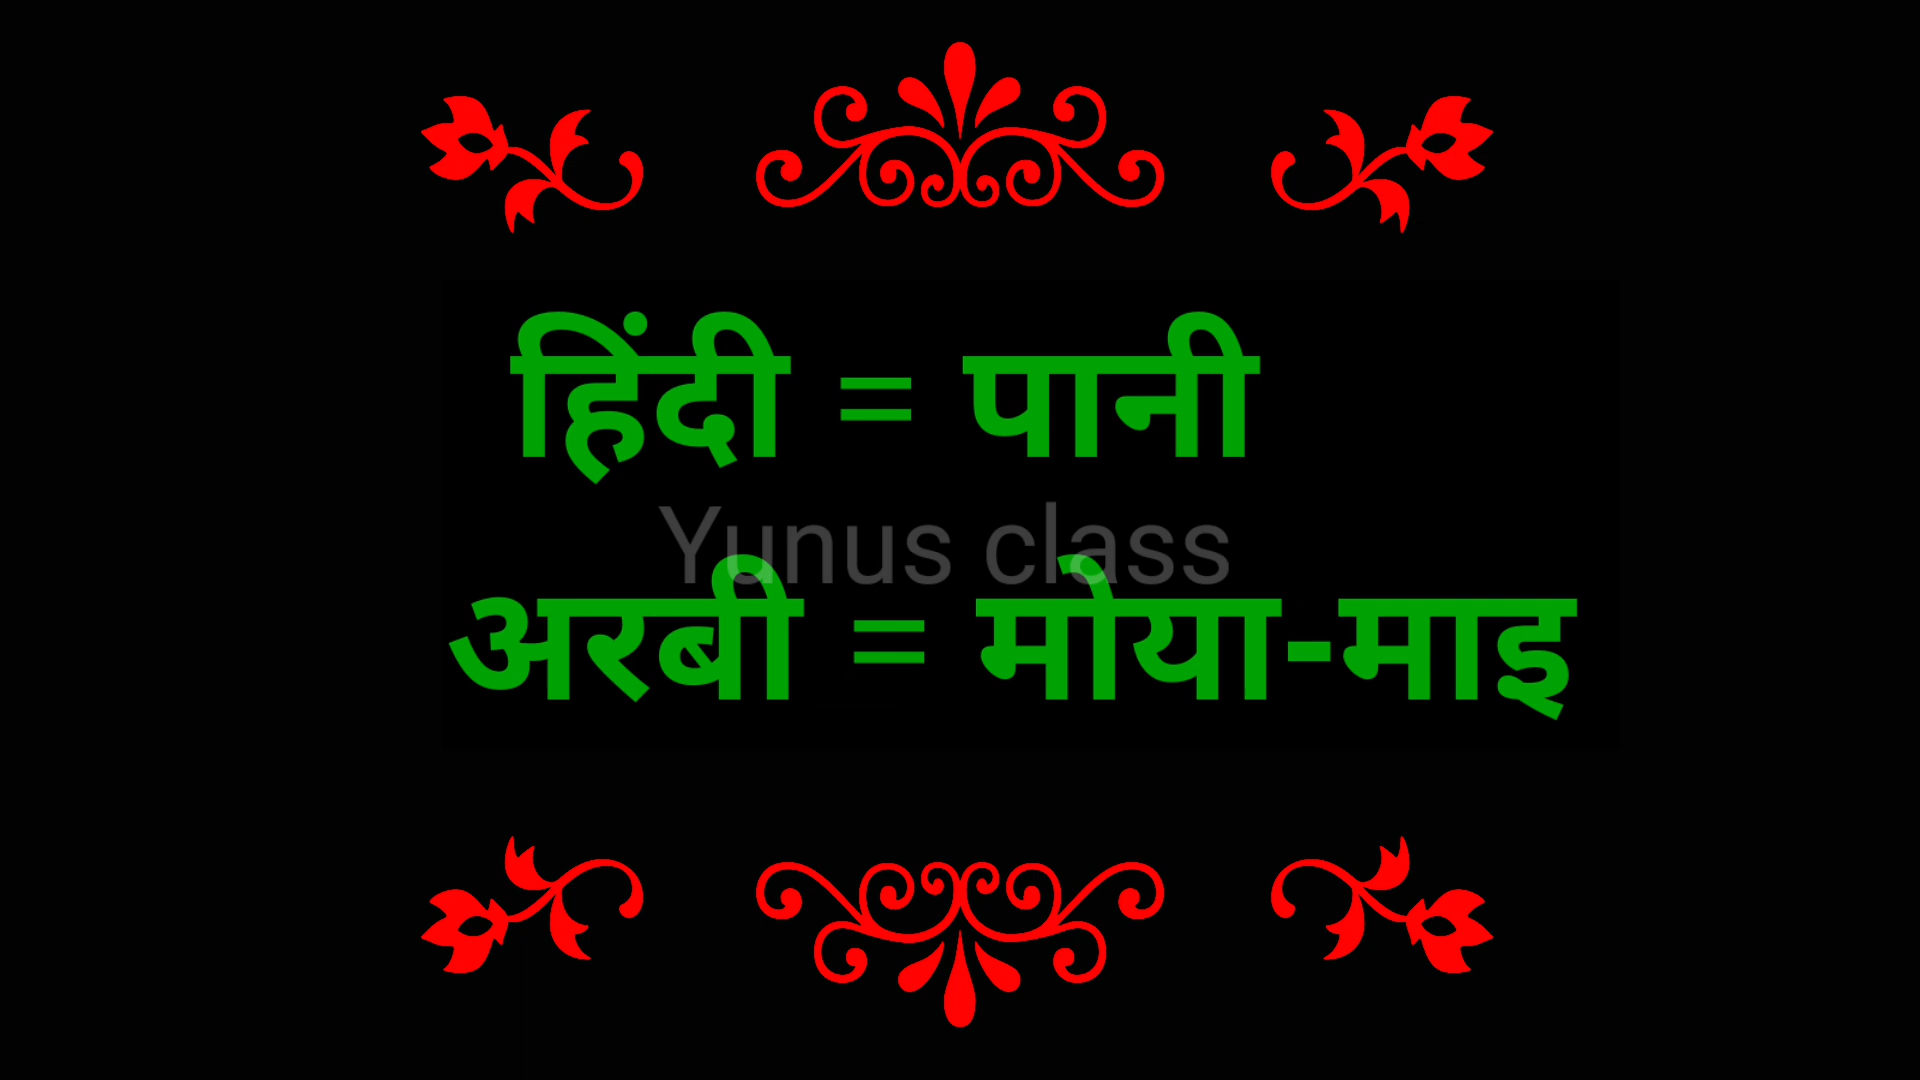 हिंदी = पानी
Yunus class
अरबी = मोया-माइ